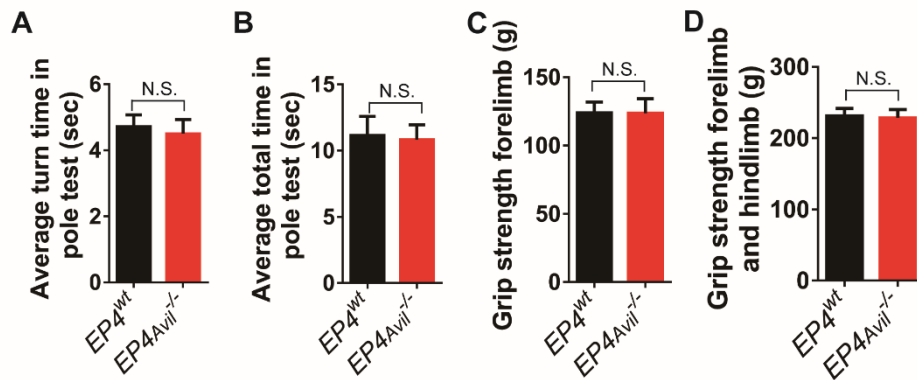 A
Average turn time in
pole test (sec)
6
4
2
0
N.S.
EP4wt
EP4Avil-/-
B
Average total time in
pole test (sec)
15
10
5
0
N.S.
EP4wt
EP4Avil-/-
C
Grip strength forelimb (g)
150
100
50
0
N.S.
EP4wt
EP4Avil-/-
D
Grip strength forelimb
and hindlimb (g)
300
200
100
0
N.S.
EP4wt
EP4Avil-/-